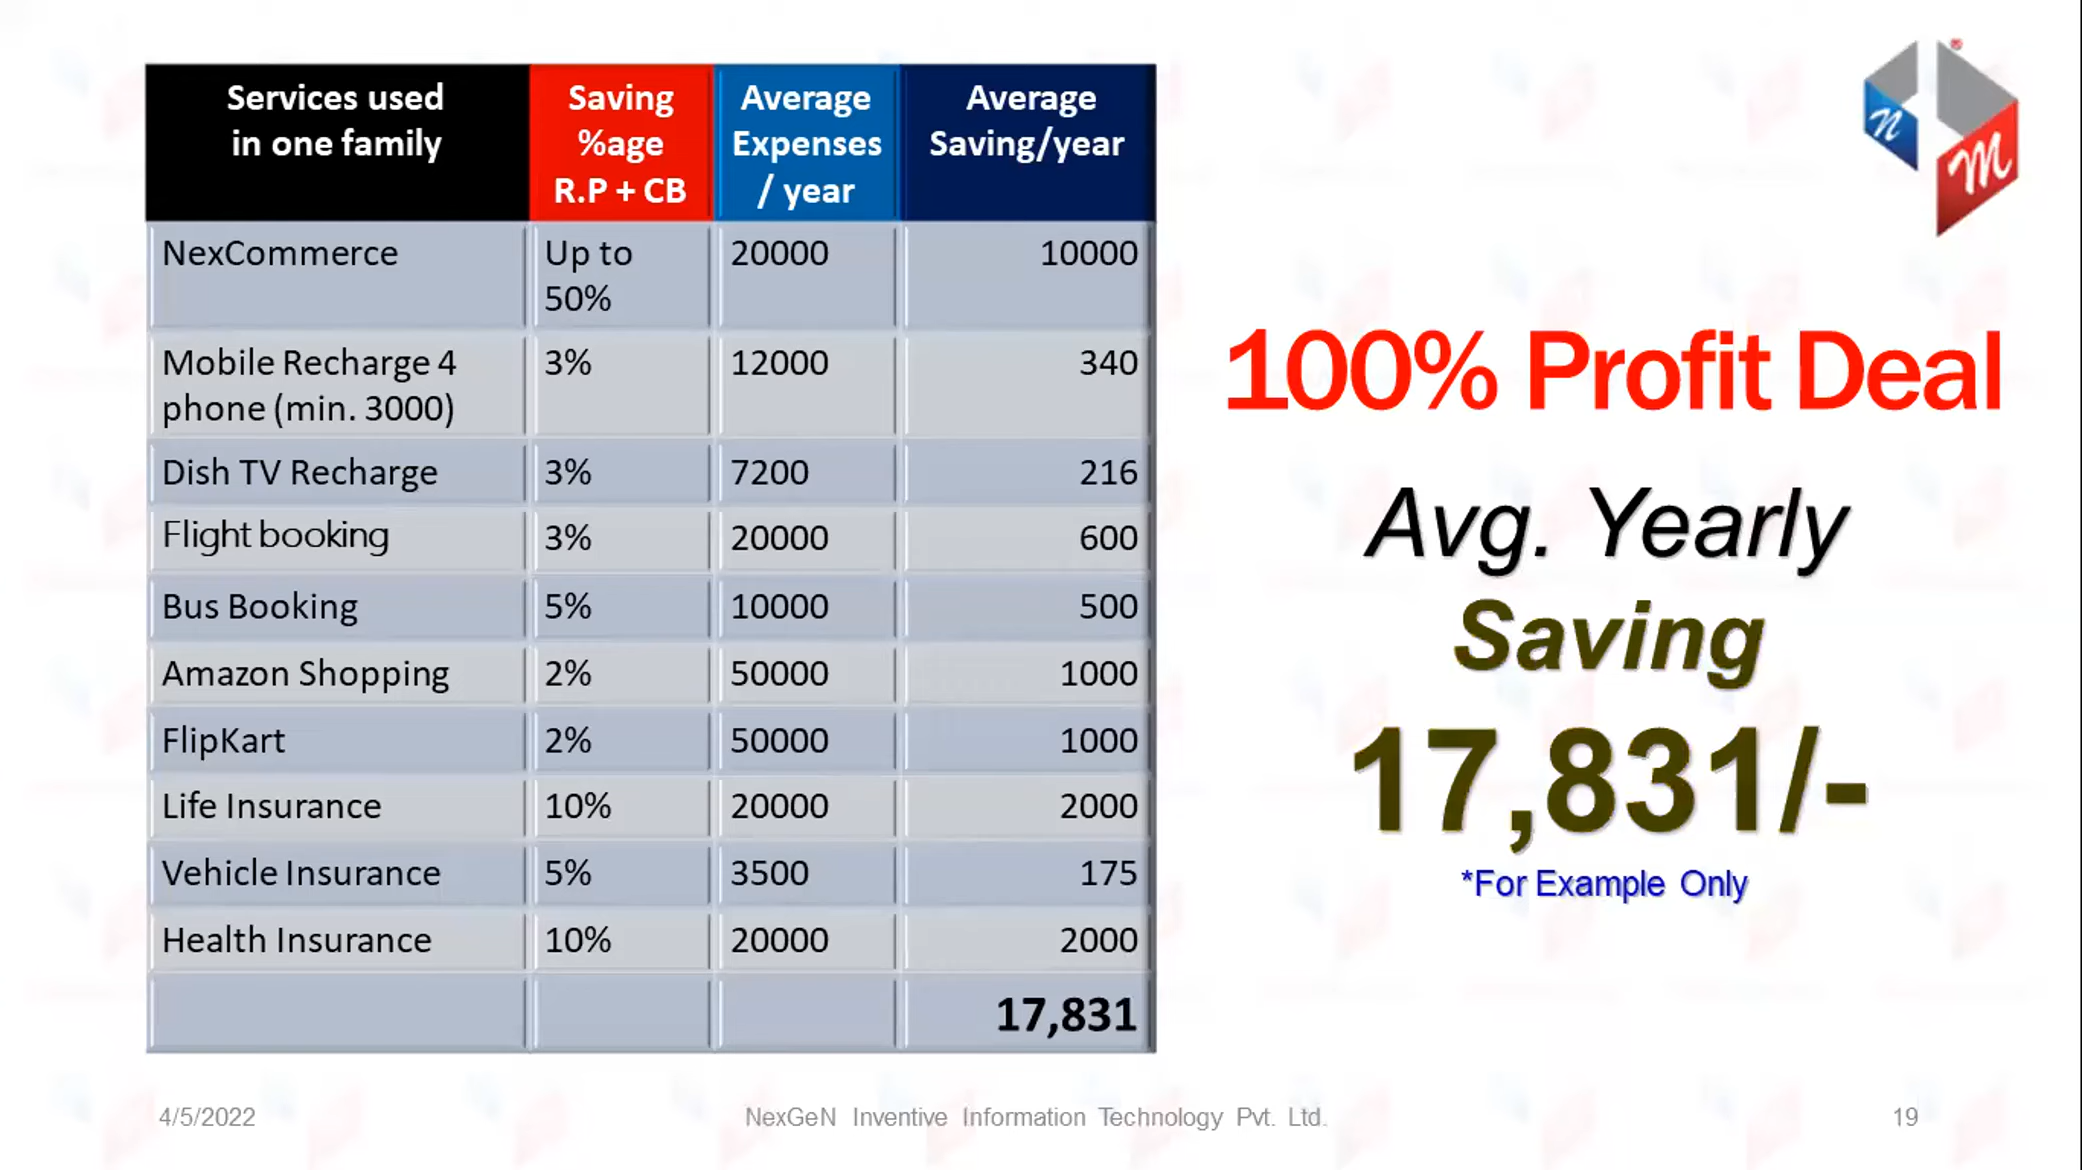 Services used
in one family
Saving
%age
R.P + CB
Average
Expenses
/ year
Average
Saving/year
NexCommerce
Up to
50%
20000
10000
Mobile Recharge 4
phone (min. 3000)
3%
12000
340
Dish TV Recharge
3%
7200
216
Flight booking
3%
20000
600
Bus Booking
5%
10000
500
Amazon Shopping
2%
50000
1000
FlipKart
2%
50000
1000
Life Insurance
10%
20000
2000
Vehicle Insurance
5%
3500
175
Health Insurance
10%
20000
2000
17,831
n
m
®
100% Profit Deal
Avg. Yearly
Saving
17,831/-
*For Example Only
4/5/2022
NexGeN Inventive Information Technology Pvt. Ltd.
19